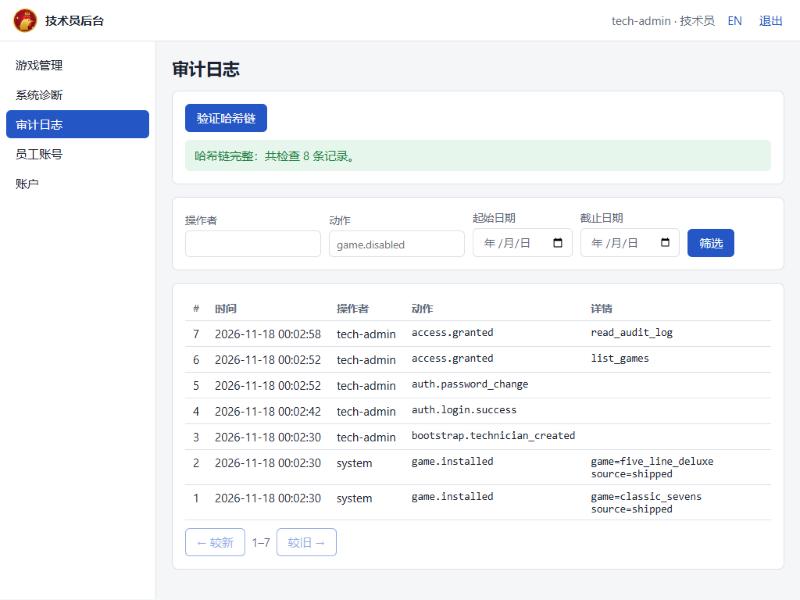 技术员后台
tech-admin · 技术员 EN 退出
游戏管理
系统诊断
审计日志
员工账号
账户
审计日志
验证哈希链
哈希链完整：共检查 8 条记录。
操作者 动作 起始日期 截止日期
game.disabled 年 /月/日 年 /月/日 筛选
# 时间 操作者 动作 详情
7 2026-11-18 00:02:58 tech-admin access.granted read_audit_log
6 2026-11-18 00:02:52 tech-admin access.granted list_games
5 2026-11-18 00:02:52 tech-admin auth.password_change
4 2026-11-18 00:02:42 tech-admin auth.login.success
3 2026-11-18 00:02:30 tech-admin bootstrap.technician_created
2 2026-11-18 00:02:30 system game.installed game=five_line_deluxe
source=shipped
1 2026-11-18 00:02:30 system game.installed game=classic_sevens
source=shipped
← 较新 1–7 较旧 →